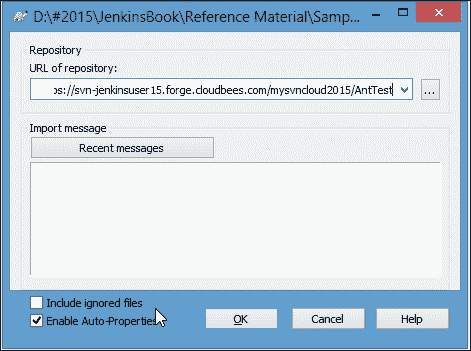 D:\#2015\JenkinsBook\Reference Material\Samp...
Repository
URL of repository:
ps://svn-jenkinsuser15.forge.cloudbees.com/mysvncloud2015/AntTest
...
Import message
Recent messages
Include ignored files
Enable Auto-Properties
OK
Cancel
Help